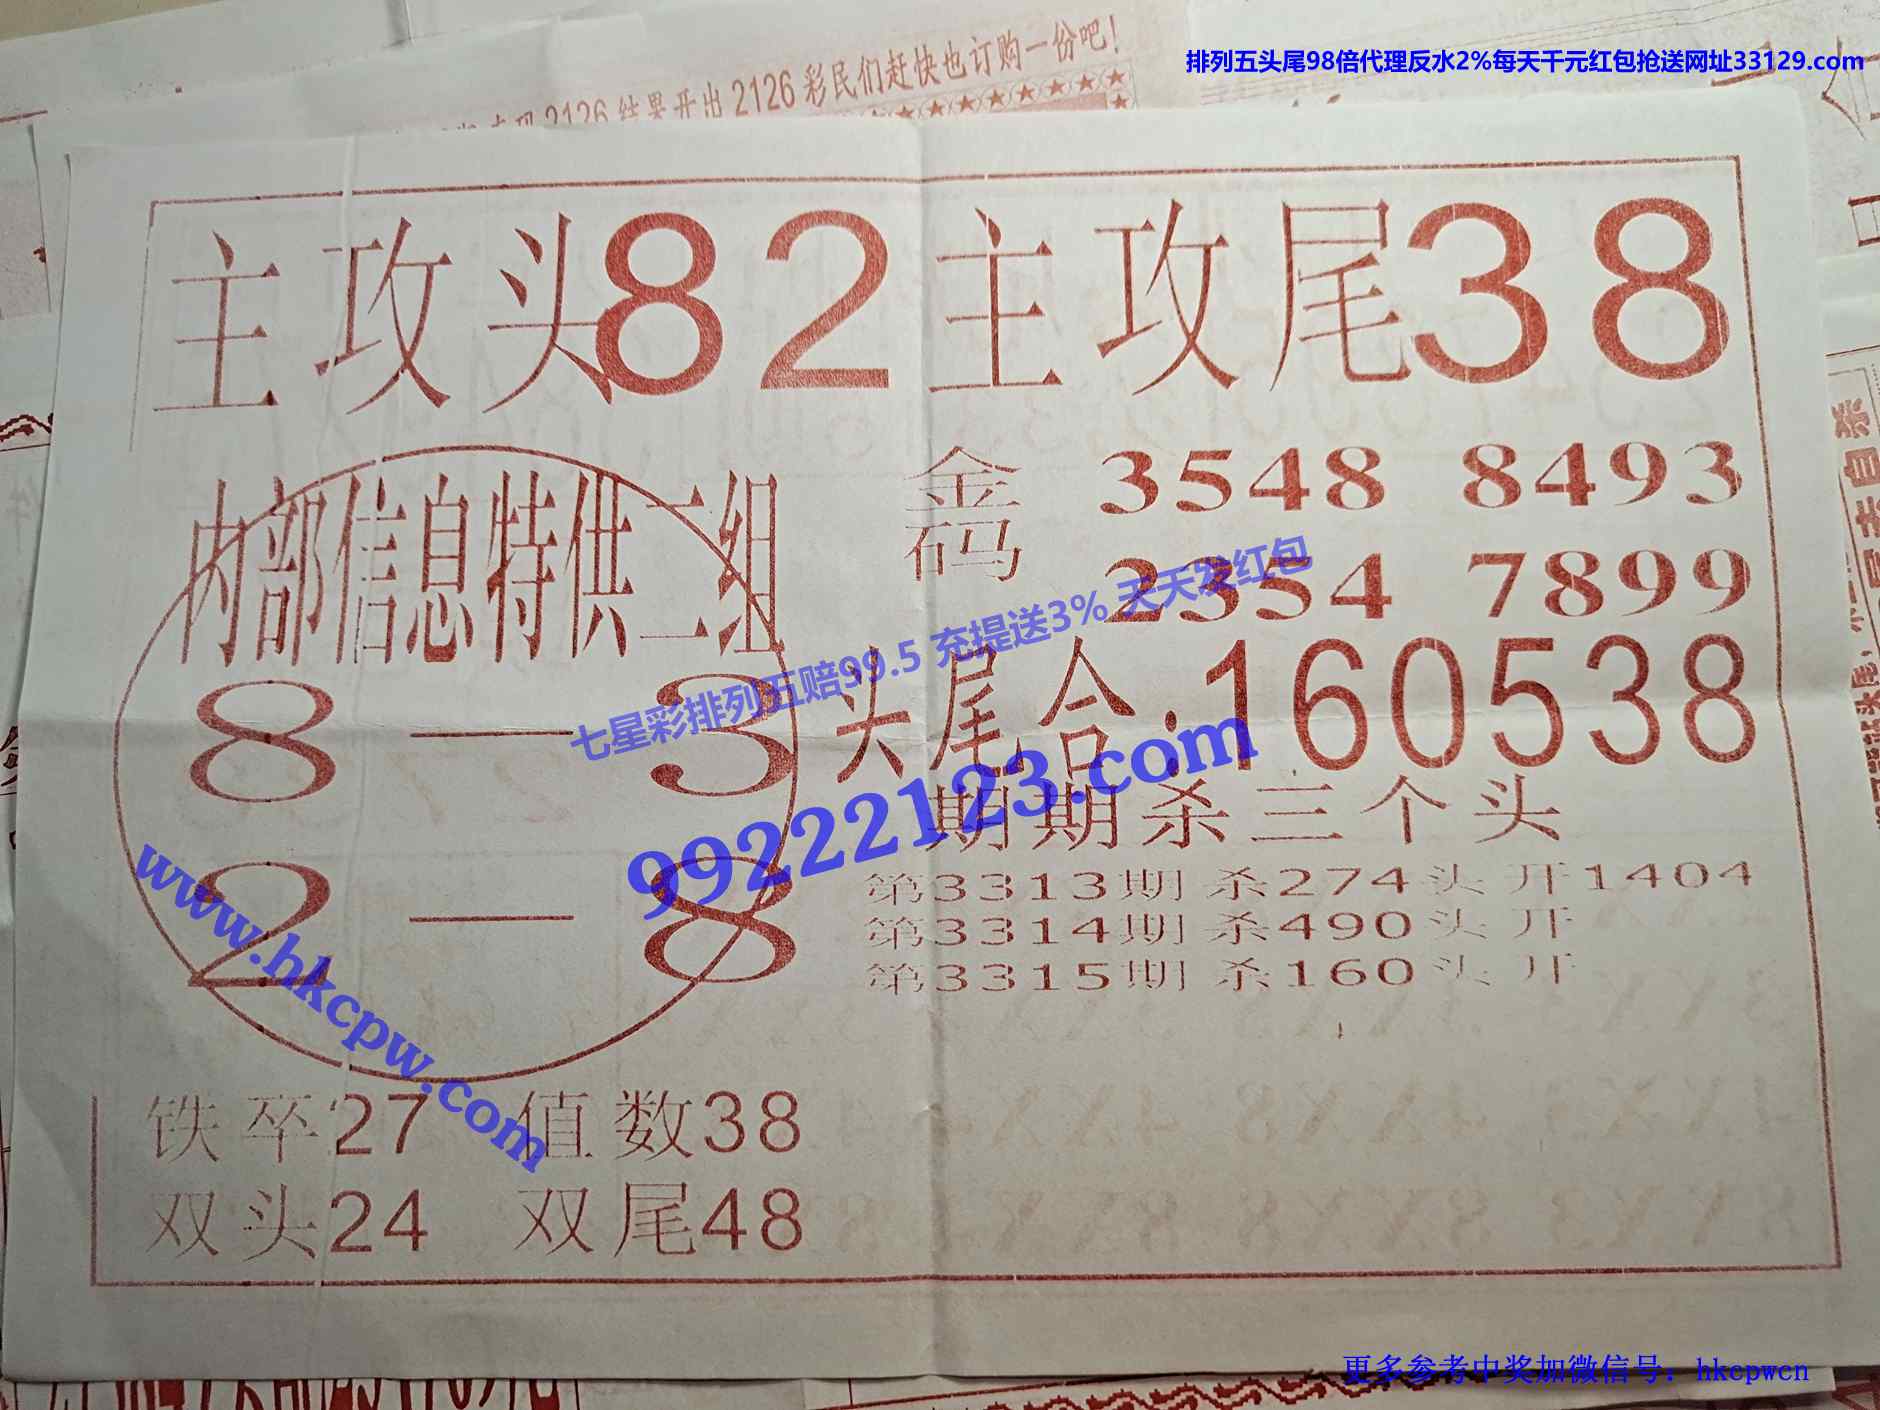 排列五头尾98倍代理反水2%每天千元红包抢送网址33129.com
2126 结果开出 2126 彩民们赶快也订购一份吧!
主攻头82 主攻尾38
内部信息特供二组
8—3
2—8
金码 3548 8493
2354 7899
七星彩排列五赔99.5 充提送3% 天天发红包
99222123.com
头尾合:160538
期期杀三个头
第3313期杀274头开1404
第3314期杀490头开
第3315期杀160头开
www.hkcpw.com
铁卒27 值数38
双头24 双尾48
更多参考中奖加微信号:hkcpwcn